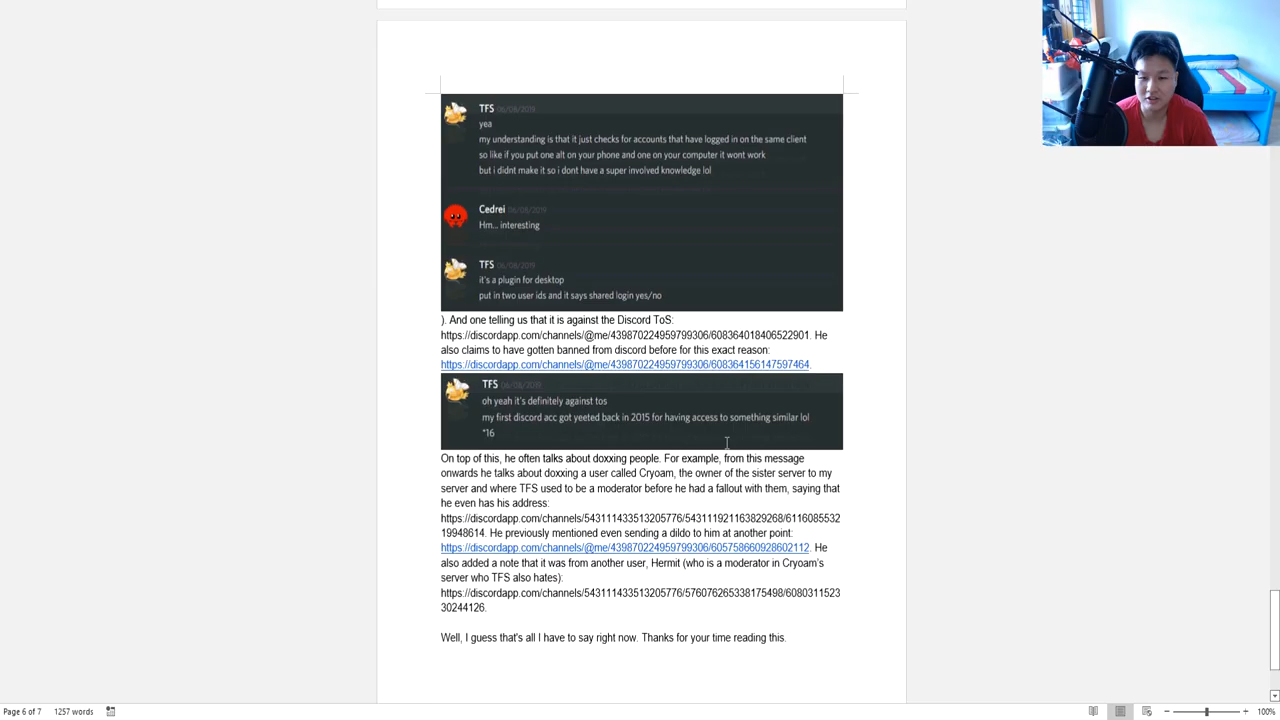 TFS 06/08/2019
yea
my understanding is that it just checks for accounts that have logged in on the same client
so like if you put one alt on your phone and one on your computer it wont work
but i didnt make it so i dont have a super involved knowledge lol
Cedrei 06/08/2019
Hm... interesting
TFS 06/08/2019
it's a plugin for desktop
put in two user ids and it says shared login yes/no
). And one telling us that it is against the Discord ToS:
https://discordapp.com/channels/@me/439870224959799306/608364018406522901. He
also claims to have gotten banned from discord before for this exact reason:
https://discordapp.com/channels/@me/439870224959799306/608364156147597464.
TFS 06/08/2019
oh yeah it's definitely against tos
my first discord acc got yeeted back in 2015 for having access to something similar lol
*16
On top of this, he often talks about doxxing people. For example, from this message
onwards he talks about doxxing a user called Cryoam, the owner of the sister server to my
server and where TFS used to be a moderator before he had a fallout with them, saying that
he even has his address:
https://discordapp.com/channels/543111433513205776/543111921163829268/6116085532
19948614. He previously mentioned even sending a dildo to him at another point:
https://discordapp.com/channels/@me/439870224959799306/605758660928602112. He
also added a note that it was from another user, Hermit (who is a moderator in Cryoam's
server who TFS also hates):
https://discordapp.com/channels/543111433513205776/576076265338175498/6080311523
30244126.
Well, I guess that's all I have to say right now. Thanks for your time reading this.
Page 6 of 7 1257 words 100%